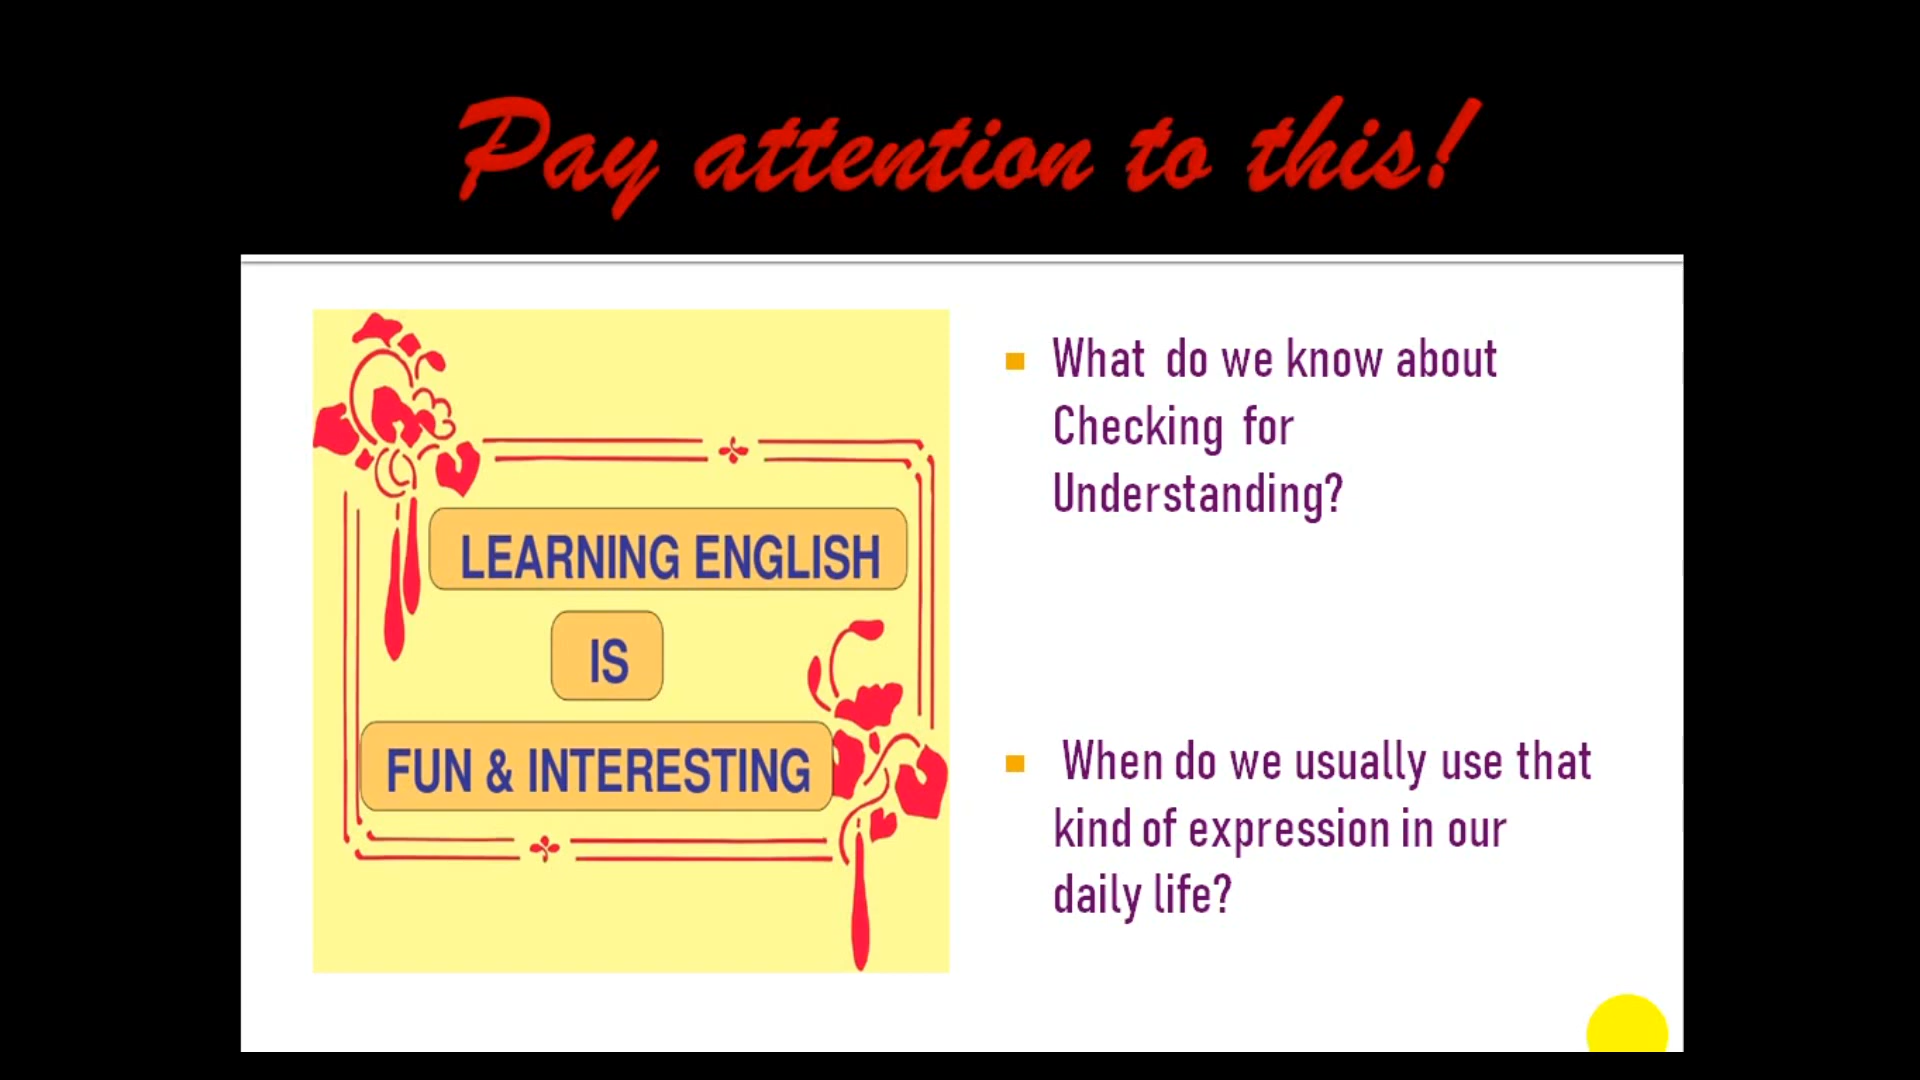 Pay attention to this!
LEARNING ENGLISH
IS
FUN & INTERESTING
What do we know about
Checking for
Understanding?
When do we usually use that
kind of expression in our
daily life?